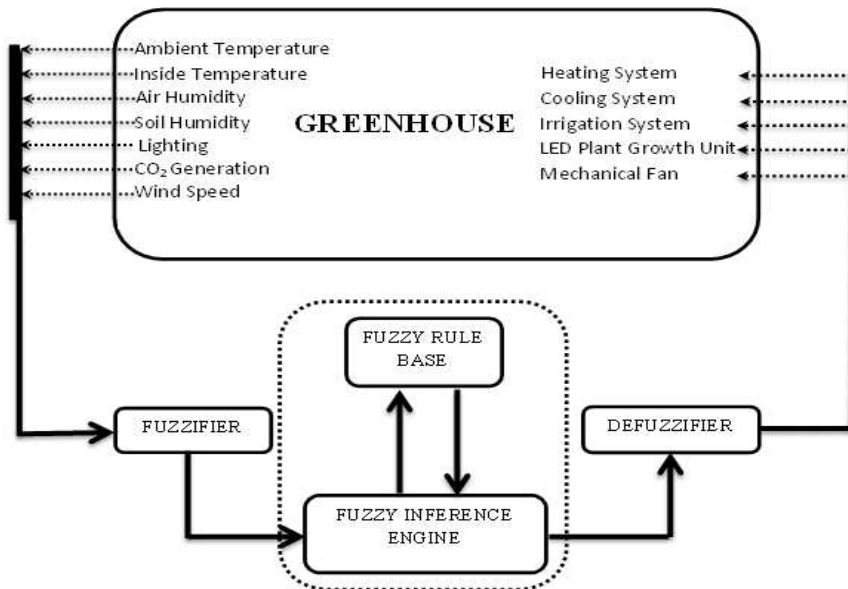 Ambient Temperature
Inside Temperature
Air Humidity
Soil Humidity
Lighting
CO₂ Generation
Wind Speed
GREENHOUSE
Heating System
Cooling System
Irrigation System
LED Plant Growth Unit
Mechanical Fan
FUZZY RULE
BASE
FUZZIFIER
DEFUZZIFIER
FUZZY INFERENCE
ENGINE